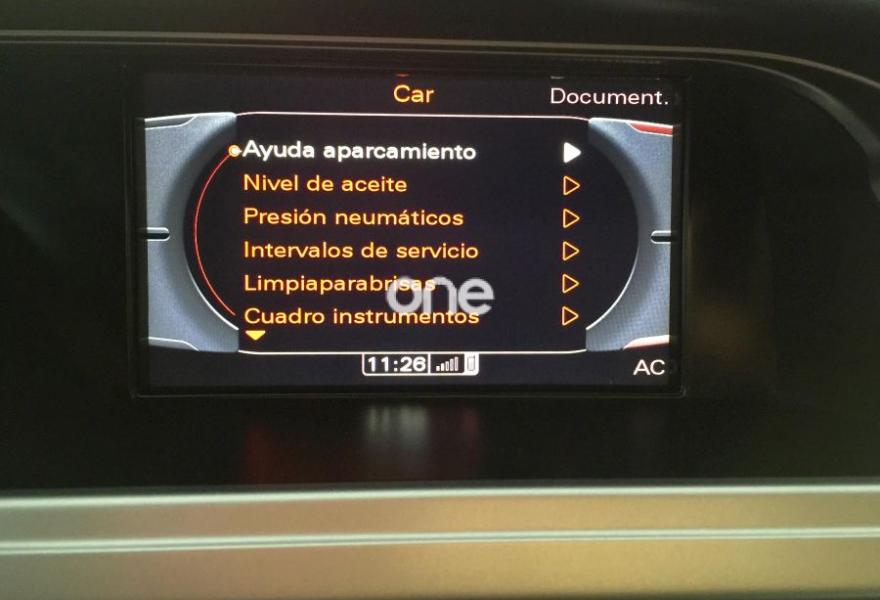 Car
Document.
Ayuda aparcamiento
Nivel de aceite
Presión neumáticos
Intervalos de servicio
Limpiaparabrisas
one
Cuadro instrumentos
11:26
AC